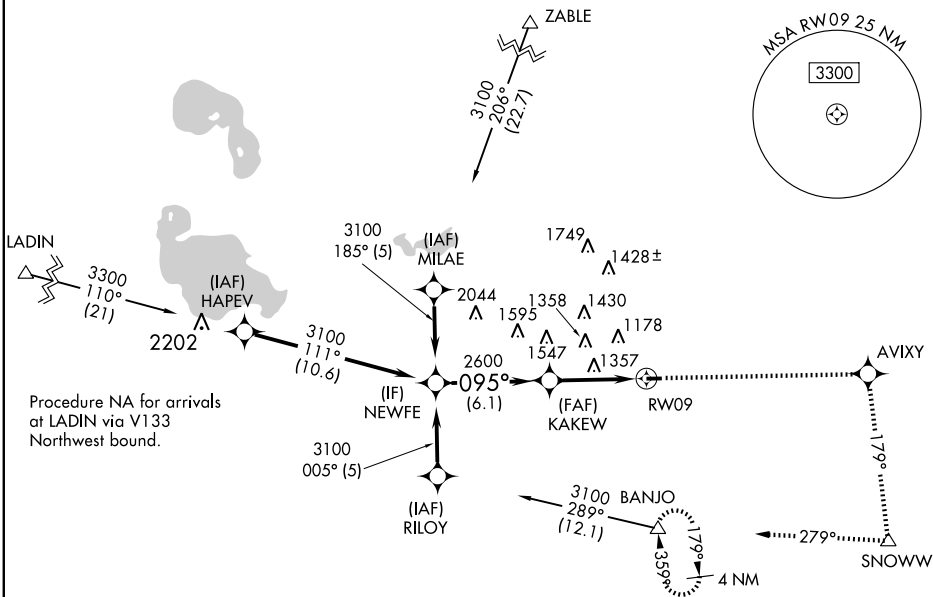 ZABLE
MSA RW09 25 NM
3300
3100
206°
(22.7)
LADIN
3300
110°
(21)
(IAF)
HAPEV
2202
3100
185° (5)
(IAF)
MILAE
2044
1595
1358
1547
1749
1428±
1430
1178
1357
3100
111°
(10.6)
(IF)
NEWFE
2600
095°
(6.1)
(FAF)
KAKEW
RW09
AVIXY
179°
Procedure NA for arrivals
at LADIN via V133
Northwest bound.
3100
005° (5)
(IAF)
RILOY
3100
289°
(12.1)
BANJO
359°
179°
4 NM
279°
SNOWW